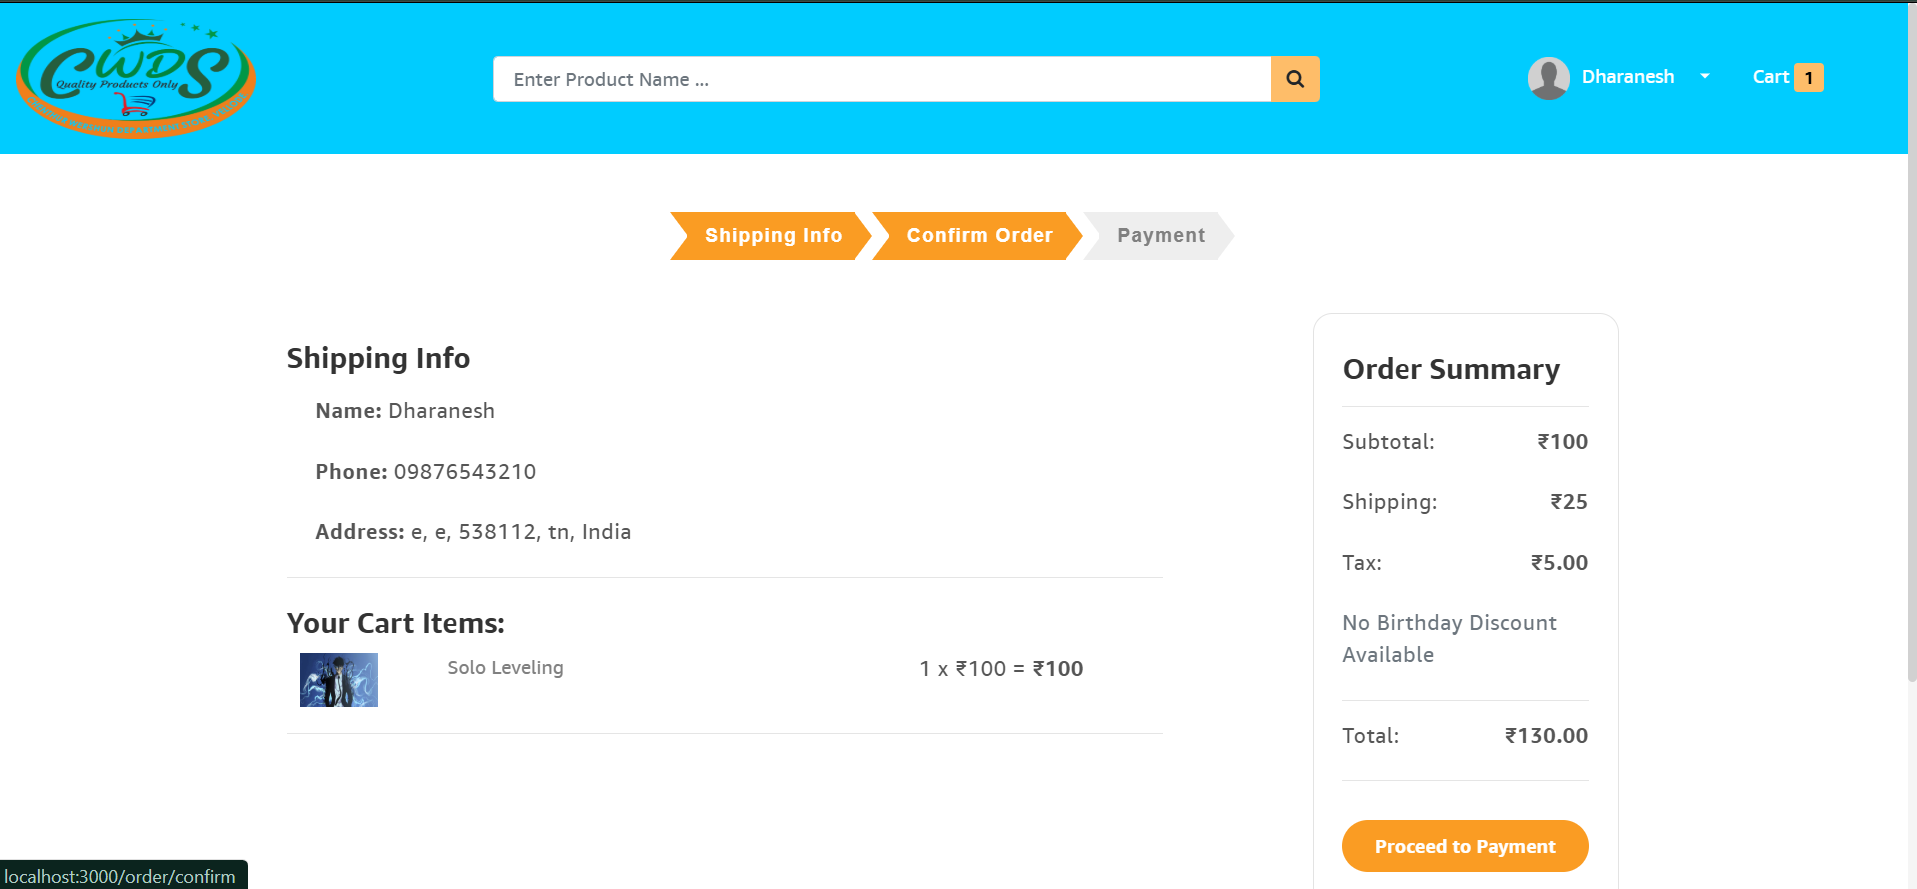 CWDS
Quality Products Only
Enter Product Name ...
Dharanesh
Cart 1
Shipping Info
Confirm Order
Payment
Shipping Info
Name: Dharanesh
Phone: 09876543210
Address: e, e, 538112, tn, India
Your Cart Items:
Solo Leveling
1 x ₹100 = ₹100
Order Summary
Subtotal: ₹100
Shipping: ₹25
Tax: ₹5.00
No Birthday Discount
Available
Total: ₹130.00
Proceed to Payment
localhost:3000/order/confirm